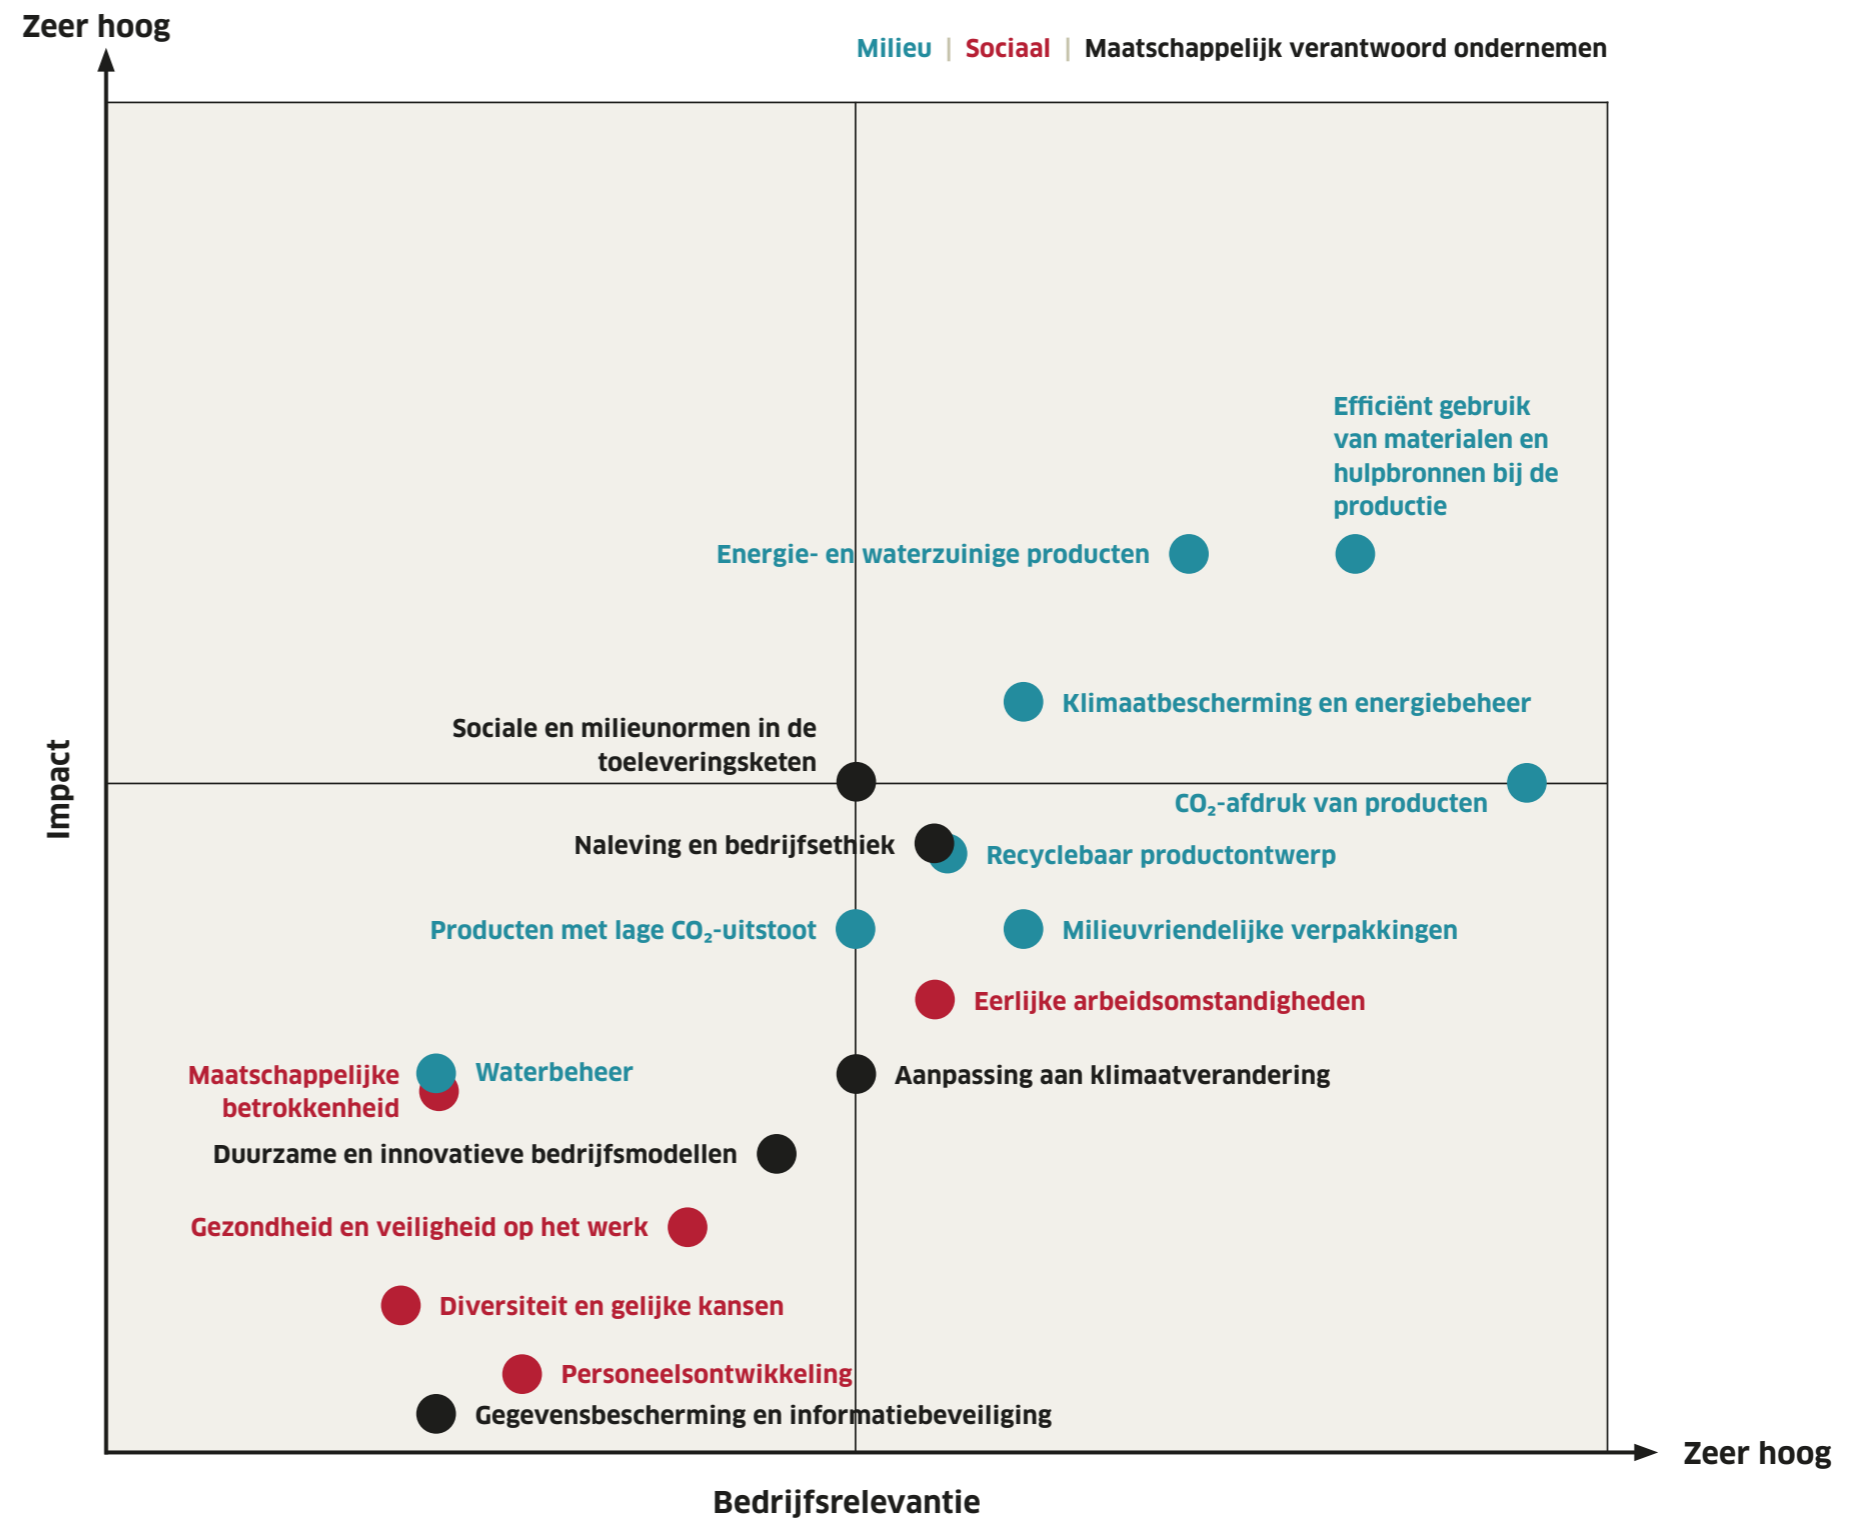 Zeer hoog
Milieu | Sociaal | Maatschappelijk verantwoord ondernemen
Efficiënt gebruik
van materialen en
hulpbronnen bij de
productie
Energie- en waterzuinige producten
Klimaatbescherming en energiebeheer
Sociale en milieunormen in de
toeleveringsketen
Impact
CO₂-afdruk van producten
Naleving en bedrijfsethiek
Recyclebaar productontwerp
Producten met lage CO₂-uitstoot
Milieuvriendelijke verpakkingen
Eerlijke arbeidsomstandigheden
Maatschappelijke
betrokkenheid
Waterbeheer
Aanpassing aan klimaatverandering
Duurzame en innovatieve bedrijfsmodellen
Gezondheid en veiligheid op het werk
Diversiteit en gelijke kansen
Personeelsontwikkeling
Gegevensbescherming en informatiebeveiliging
Zeer hoog
Bedrijfsrelevantie